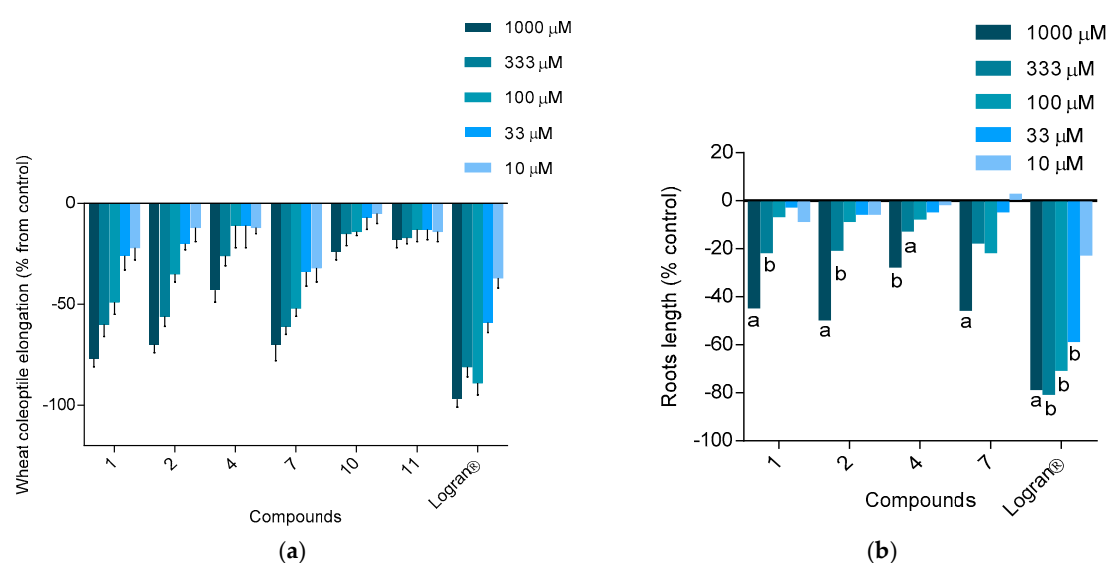 1000 μM
333 μM
100 μM
33 μM
10 μM
Wheat coleoptile elongation (% from control)
0
-50
-100
1
2
4
7
10
11
Logran®
Compounds
(a)
1000 μM
333 μM
100 μM
33 μM
10 μM
Roots length (% control)
20
0
-20
-40
-60
-80
-100
a
b
a
b
b
a
a
a
b
b
b
1
2
4
7
Logran®
Compounds
(b)